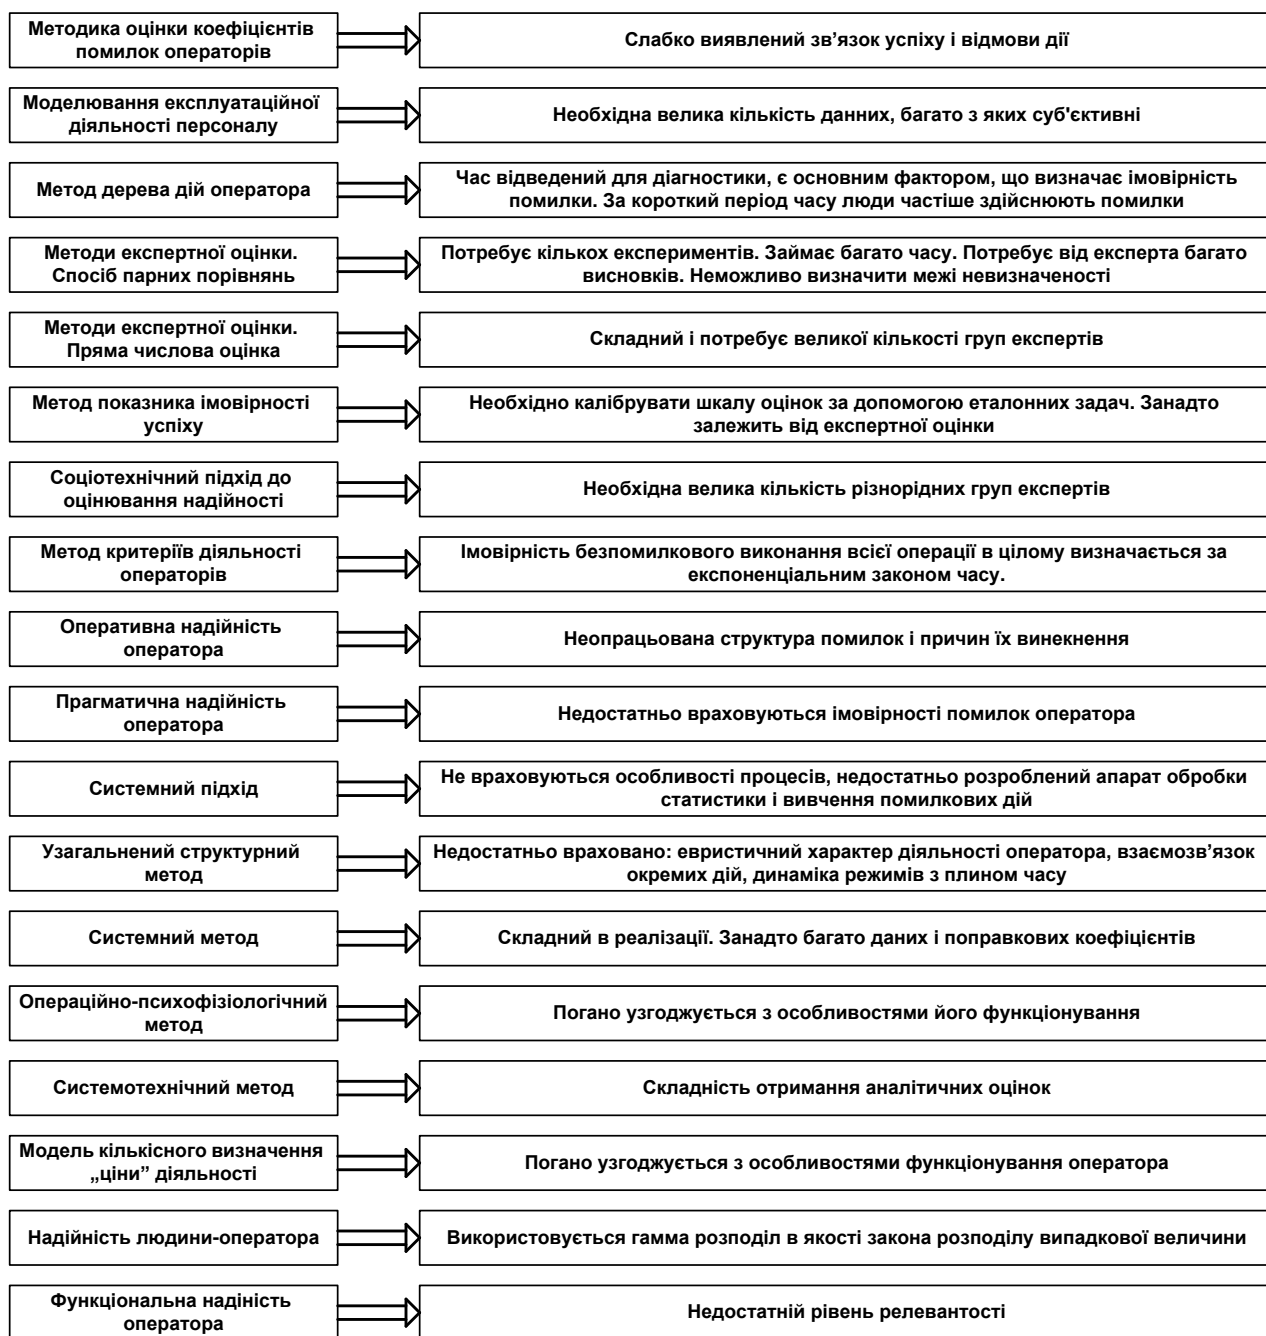 Методика оцінки коефіцієнтів
помилок операторів
Слабко виявлений зв’язок успіху і відмови дії
Моделювання експлуатаційної
діяльності персоналу
Необхідна велика кількість данних, багато з яких суб'єктивні
Метод дерева дій оператора
Час відведений для діагностики, є основним фактором, що визначає імовірність
помилки. За короткий період часу люди частіше здійснюють помилки
Методи експертної оцінки.
Спосіб парних порівнянь
Потребує кількох експериментів. Займає багато часу. Потребує від експерта багато
висновків. Неможливо визначити межі невизначеності
Методи експертної оцінки.
Пряма числова оцінка
Складний і потребує великої кількості груп експертів
Метод показника імовірності
успіху
Необхідно калібрувати шкалу оцінок за допомогою еталонних задач. Занадто
залежить від експертної оцінки
Соціотехнічний підхід до
оцінювання надійності
Необхідна велика кількість різнорідних груп експертів
Метод критеріїв діяльності
операторів
Імовірність безпомилкового виконання всієї операції в цілому визначається за
експоненціальним законом часу.
Оперативна надійність
оператора
Неопрацьована структура помилок і причин їх винекнення
Прагматична надійність
оператора
Недостатньо враховуються імовірності помилок оператора
Системний підхід
Не враховуються особливості процесів, недостатньо розроблений апарат обробки
статистики і вивчення помилкових дій
Узагальнений структурний
метод
Недостатньо враховано: евристичний характер діяльності оператора, взаємозв’язок
окремих дій, динаміка режимів з плином часу
Системний метод
Складний в реалізації. Занадто багато даних і поправкових коефіцієнтів
Операційно-психофізіологічний
метод
Погано узгоджується з особливостями його функціонування
Системотехнічний метод
Складність отримання аналітичних оцінок
Модель кількісного визначення
„ціни” діяльності
Погано узгоджується з особливостями функціонування оператора
Надійність людини-оператора
Використовується гамма розподіл в якості закона розподілу випадкової величини
Функціональна надіність
оператора
Недостатній рівень релевантості